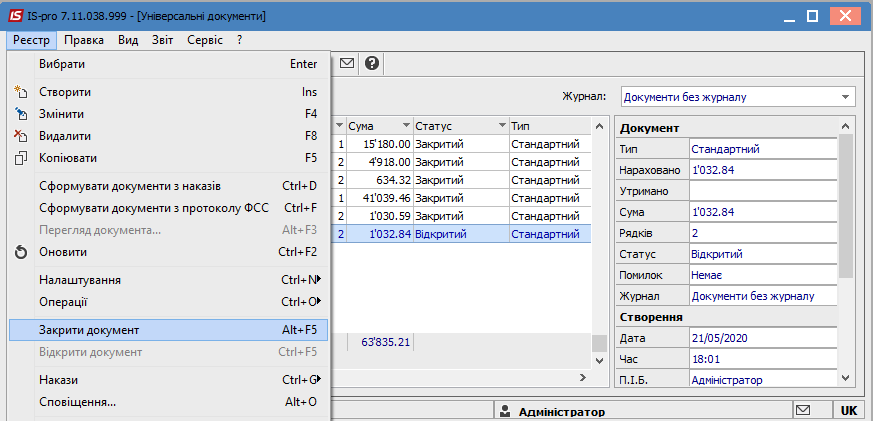 IS-pro 7.11.038.999 - [Універсальні документи]
Реєстр Правка Вид Звіт Сервіс ?
Вибрати Enter
Створити Ins
Змінити F4
Видалити F8
Копіювати F5
Сформувати документи з наказів Ctrl+D
Сформувати документи з протоколу ФСС Ctrl+F
Перегляд документа... Alt+F3
Оновити Ctrl+F2
Налаштування Ctrl+N
Операції Ctrl+O
Закрити документ Alt+F5
Відкрити документ Ctrl+F5
Накази Ctrl+G
Сповіщення... Alt+O
Журнал: Документи без журналу
Сума Статус Тип
1 15'180.00 Закритий Стандартний
2 4'918.00 Закритий Стандартний
2 634.32 Закритий Стандартний
1 41'039.46 Закритий Стандартний
2 1'030.59 Закритий Стандартний
2 1'032.84 Відкритий Стандартний
63'835.21
Документ
Тип Стандартний
Нараховано 1'032.84
Утримано
Сума 1'032.84
Рядків 2
Статус Відкритий
Помилок Немає
Журнал Документи без журналу
Створення
Дата 21/05/2020
Час 18:01
П.І.Б. Адміністратор
Адміністратор UK